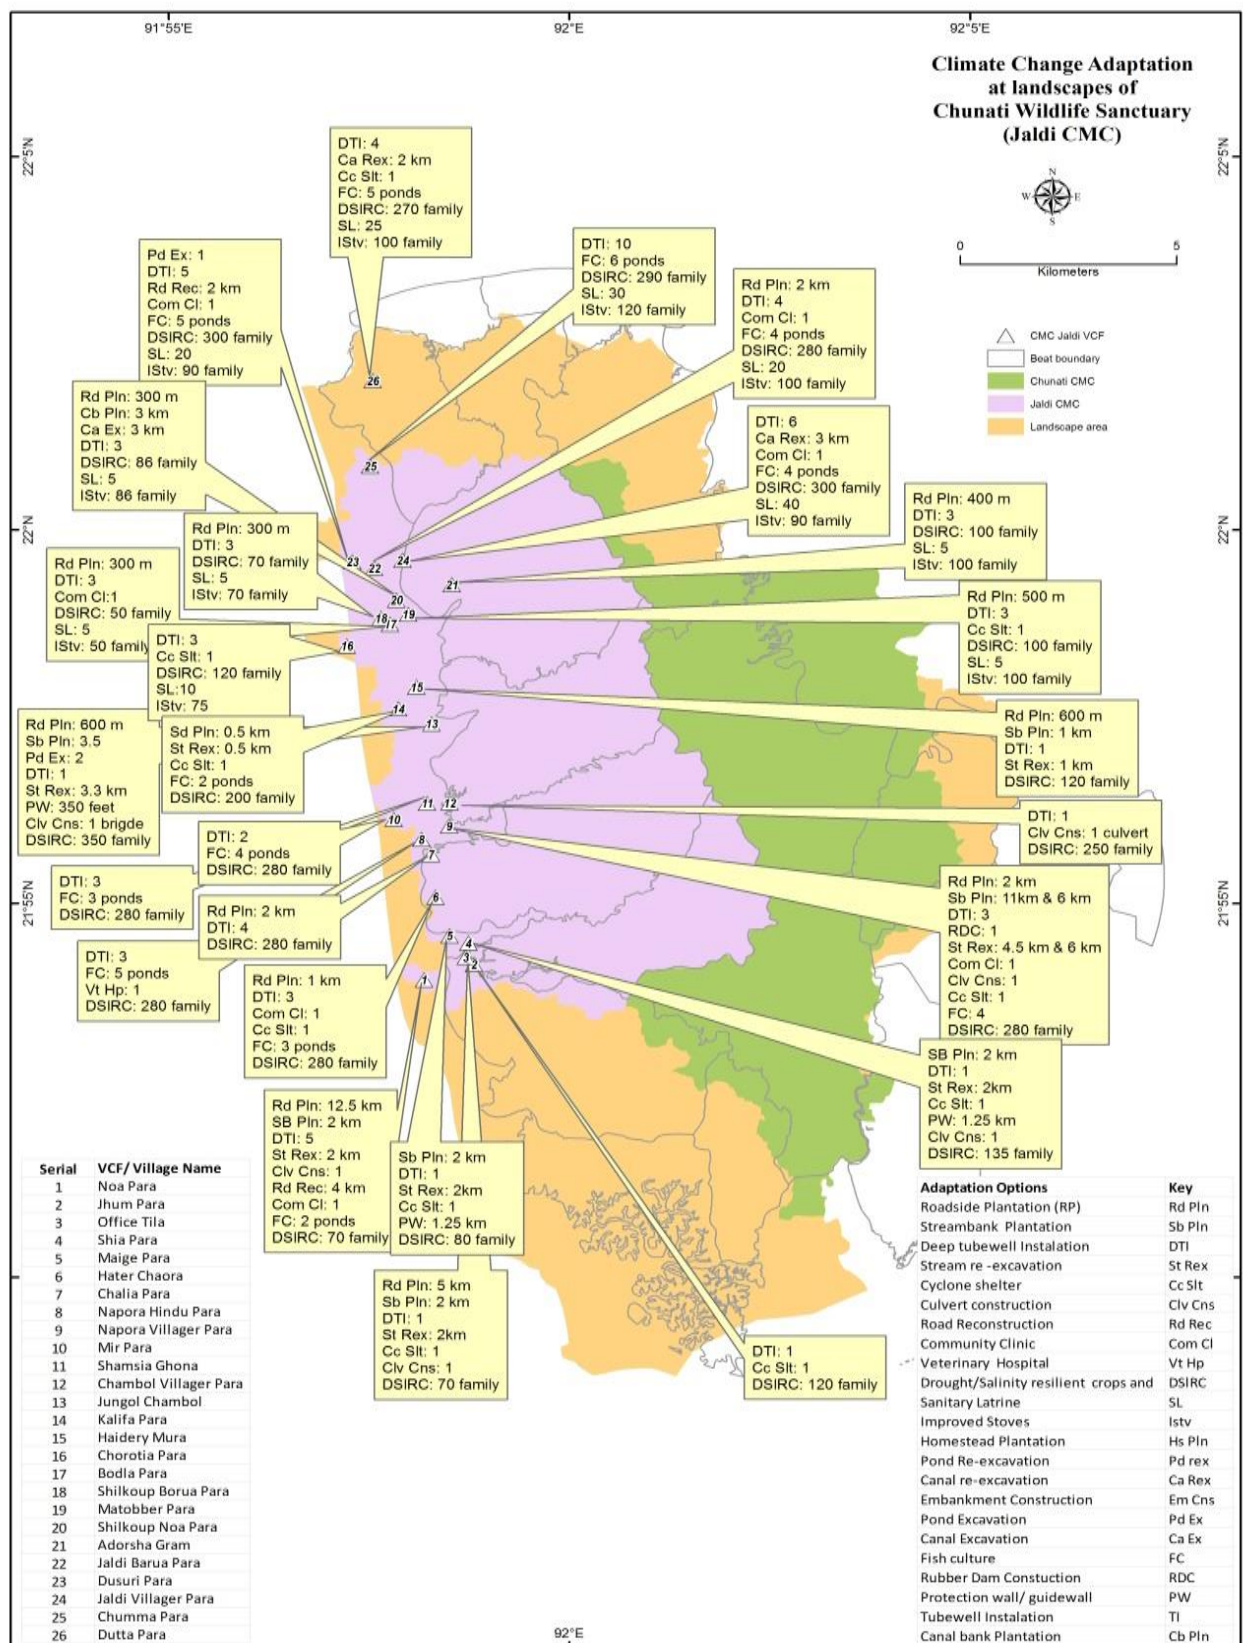 91°55'E
92°E
92°5'E
Climate Change Adaptation
at landscapes of
Chunati Wildlife Sanctuary
(Jaldi CMC)
N
W
E
S
0
5
Kilometers
CMC Jaldi VCF
Beat boundary
Chunati CMC
Jaldi CMC
Landscape area
22°5'N
22°5'N
22°N
22°N
21°55'N
21°55'N
DTI: 4
Ca Rex: 2 km
Cc Slt: 1
FC: 5 ponds
DSIRC: 270 family
SL: 25
IStv: 100 family
DTI: 10
FC: 6 ponds
DSIRC: 290 family
SL: 30
IStv: 120 family
Pd Ex: 1
DTI: 5
Rd Rec: 2 km
Com Cl: 1
FC: 5 ponds
DSIRC: 300 family
SL: 20
IStv: 90 family
Rd Pln: 2 km
DTI: 4
Com Cl: 1
FC: 4 ponds
DSIRC: 280 family
SL: 20
IStv: 100 family
Rd Pln: 300 m
Cb Pln: 3 km
Ca Ex: 3 km
DTI: 3
DSIRC: 86 family
SL: 5
IStv: 86 family
DTI: 6
Ca Rex: 3 km
Com Cl: 1
FC: 4 ponds
DSIRC: 300 family
SL: 40
IStv: 90 family
Rd Pln: 400 m
DTI: 3
DSIRC: 100 family
SL: 5
IStv: 100 family
Rd Pln: 300 m
DTI: 3
DSIRC: 70 family
SL: 5
IStv: 70 family
Rd Pln: 300 m
DTI: 3
Com Cl:1
DSIRC: 50 family
SL: 5
IStv: 50 family
Rd Pln: 500 m
DTI: 3
Cc Slt: 1
DSIRC: 100 family
SL: 5
IStv: 100 family
DTI: 3
Cc Slt: 1
DSIRC: 120 family
SL:10
IStv: 75
Rd Pln: 600 m
Sb Pln: 1 km
DTI: 1
St Rex: 1 km
DSIRC: 120 family
Rd Pln: 600 m
Sb Pln: 3.5
Pd Ex: 2
DTI: 1
St Rex: 3.3 km
PW: 350 feet
Clv Cns: 1 brigde
DSIRC: 350 family
Sd Pln: 0.5 km
St Rex: 0.5 km
Cc Slt: 1
FC: 2 ponds
DSIRC: 200 family
DTI: 1
Clv Cns: 1 culvert
DSIRC: 250 family
DTI: 2
FC: 4 ponds
DSIRC: 280 family
DTI: 3
FC: 3 ponds
DSIRC: 280 family
Rd Pln: 2 km
DTI: 4
DSIRC: 280 family
Rd Pln: 2 km
Sb Pln: 11km & 6 km
DTI: 3
RDC: 1
St Rex: 4.5 km & 6 km
Com Cl: 1
Clv Cns: 1
Cc Slt: 1
FC: 4
DSIRC: 280 family
DTI: 3
FC: 5 ponds
Vt Hp: 1
DSIRC: 280 family
Rd Pln: 1 km
DTI: 3
Com Cl: 1
Cc Slt: 1
FC: 3 ponds
DSIRC: 280 family
SB Pln: 2 km
DTI: 1
St Rex: 2km
Cc Slt: 1
PW: 1.25 km
Clv Cns: 1
DSIRC: 135 family
Rd Pln: 12.5 km
SB Pln: 2 km
DTI: 5
St Rex: 2 km
Clv Cns: 1
Rd Rec: 4 km
Com Cl: 1
FC: 2 ponds
DSIRC: 70 family
Sb Pln: 2 km
DTI: 1
St Rex: 2km
Cc Slt: 1
PW: 1.25 km
DSIRC: 80 family
Rd Pln: 5 km
Sb Pln: 2 km
DTI: 1
St Rex: 2km
Cc Slt: 1
Clv Cns: 1
DSIRC: 70 family
DTI: 1
Cc Slt: 1
DSIRC: 120 family
26
25
23
22
24
21
20
19
18
17
16
15
14
13
11
12
10
9
8
7
6
5
4
3
2
1
Serial VCF/ Village Name
1 Noa Para
2 Jhum Para
3 Office Tila
4 Shia Para
5 Maige Para
6 Hater Chaora
7 Chalia Para
8 Napora Hindu Para
9 Napora Villager Para
10 Mir Para
11 Shamsia Ghona
12 Chambol Villager Para
13 Jungol Chambol
14 Kalifa Para
15 Haidery Mura
16 Chorotia Para
17 Bodla Para
18 Shilkoup Borua Para
19 Matobber Para
20 Shilkoup Noa Para
21 Adorsha Gram
22 Jaldi Barua Para
23 Dusuri Para
24 Jaldi Villager Para
25 Chumma Para
26 Dutta Para
Adaptation Options Key
Roadside Plantation (RP) Rd Pln
Streambank Plantation Sb Pln
Deep tubewell Instalation DTI
Stream re -excavation St Rex
Cyclone shelter Cc Slt
Culvert construction Clv Cns
Road Reconstruction Rd Rec
Community Clinic Com Cl
Veterinary Hospital Vt Hp
Drought/Salinity resilient crops and DSIRC
Sanitary Latrine SL
Improved Stoves Istv
Homestead Plantation Hs Pln
Pond Re-excavation Pd rex
Canal re-excavation Ca Rex
Embankment Construction Em Cns
Pond Excavation Pd Ex
Canal Excavation Ca Ex
Fish culture FC
Rubber Dam Constuction RDC
Protection wall/ guidewall PW
Tubewell Instalation TI
Canal bank Plantation Cb Pln
92°E